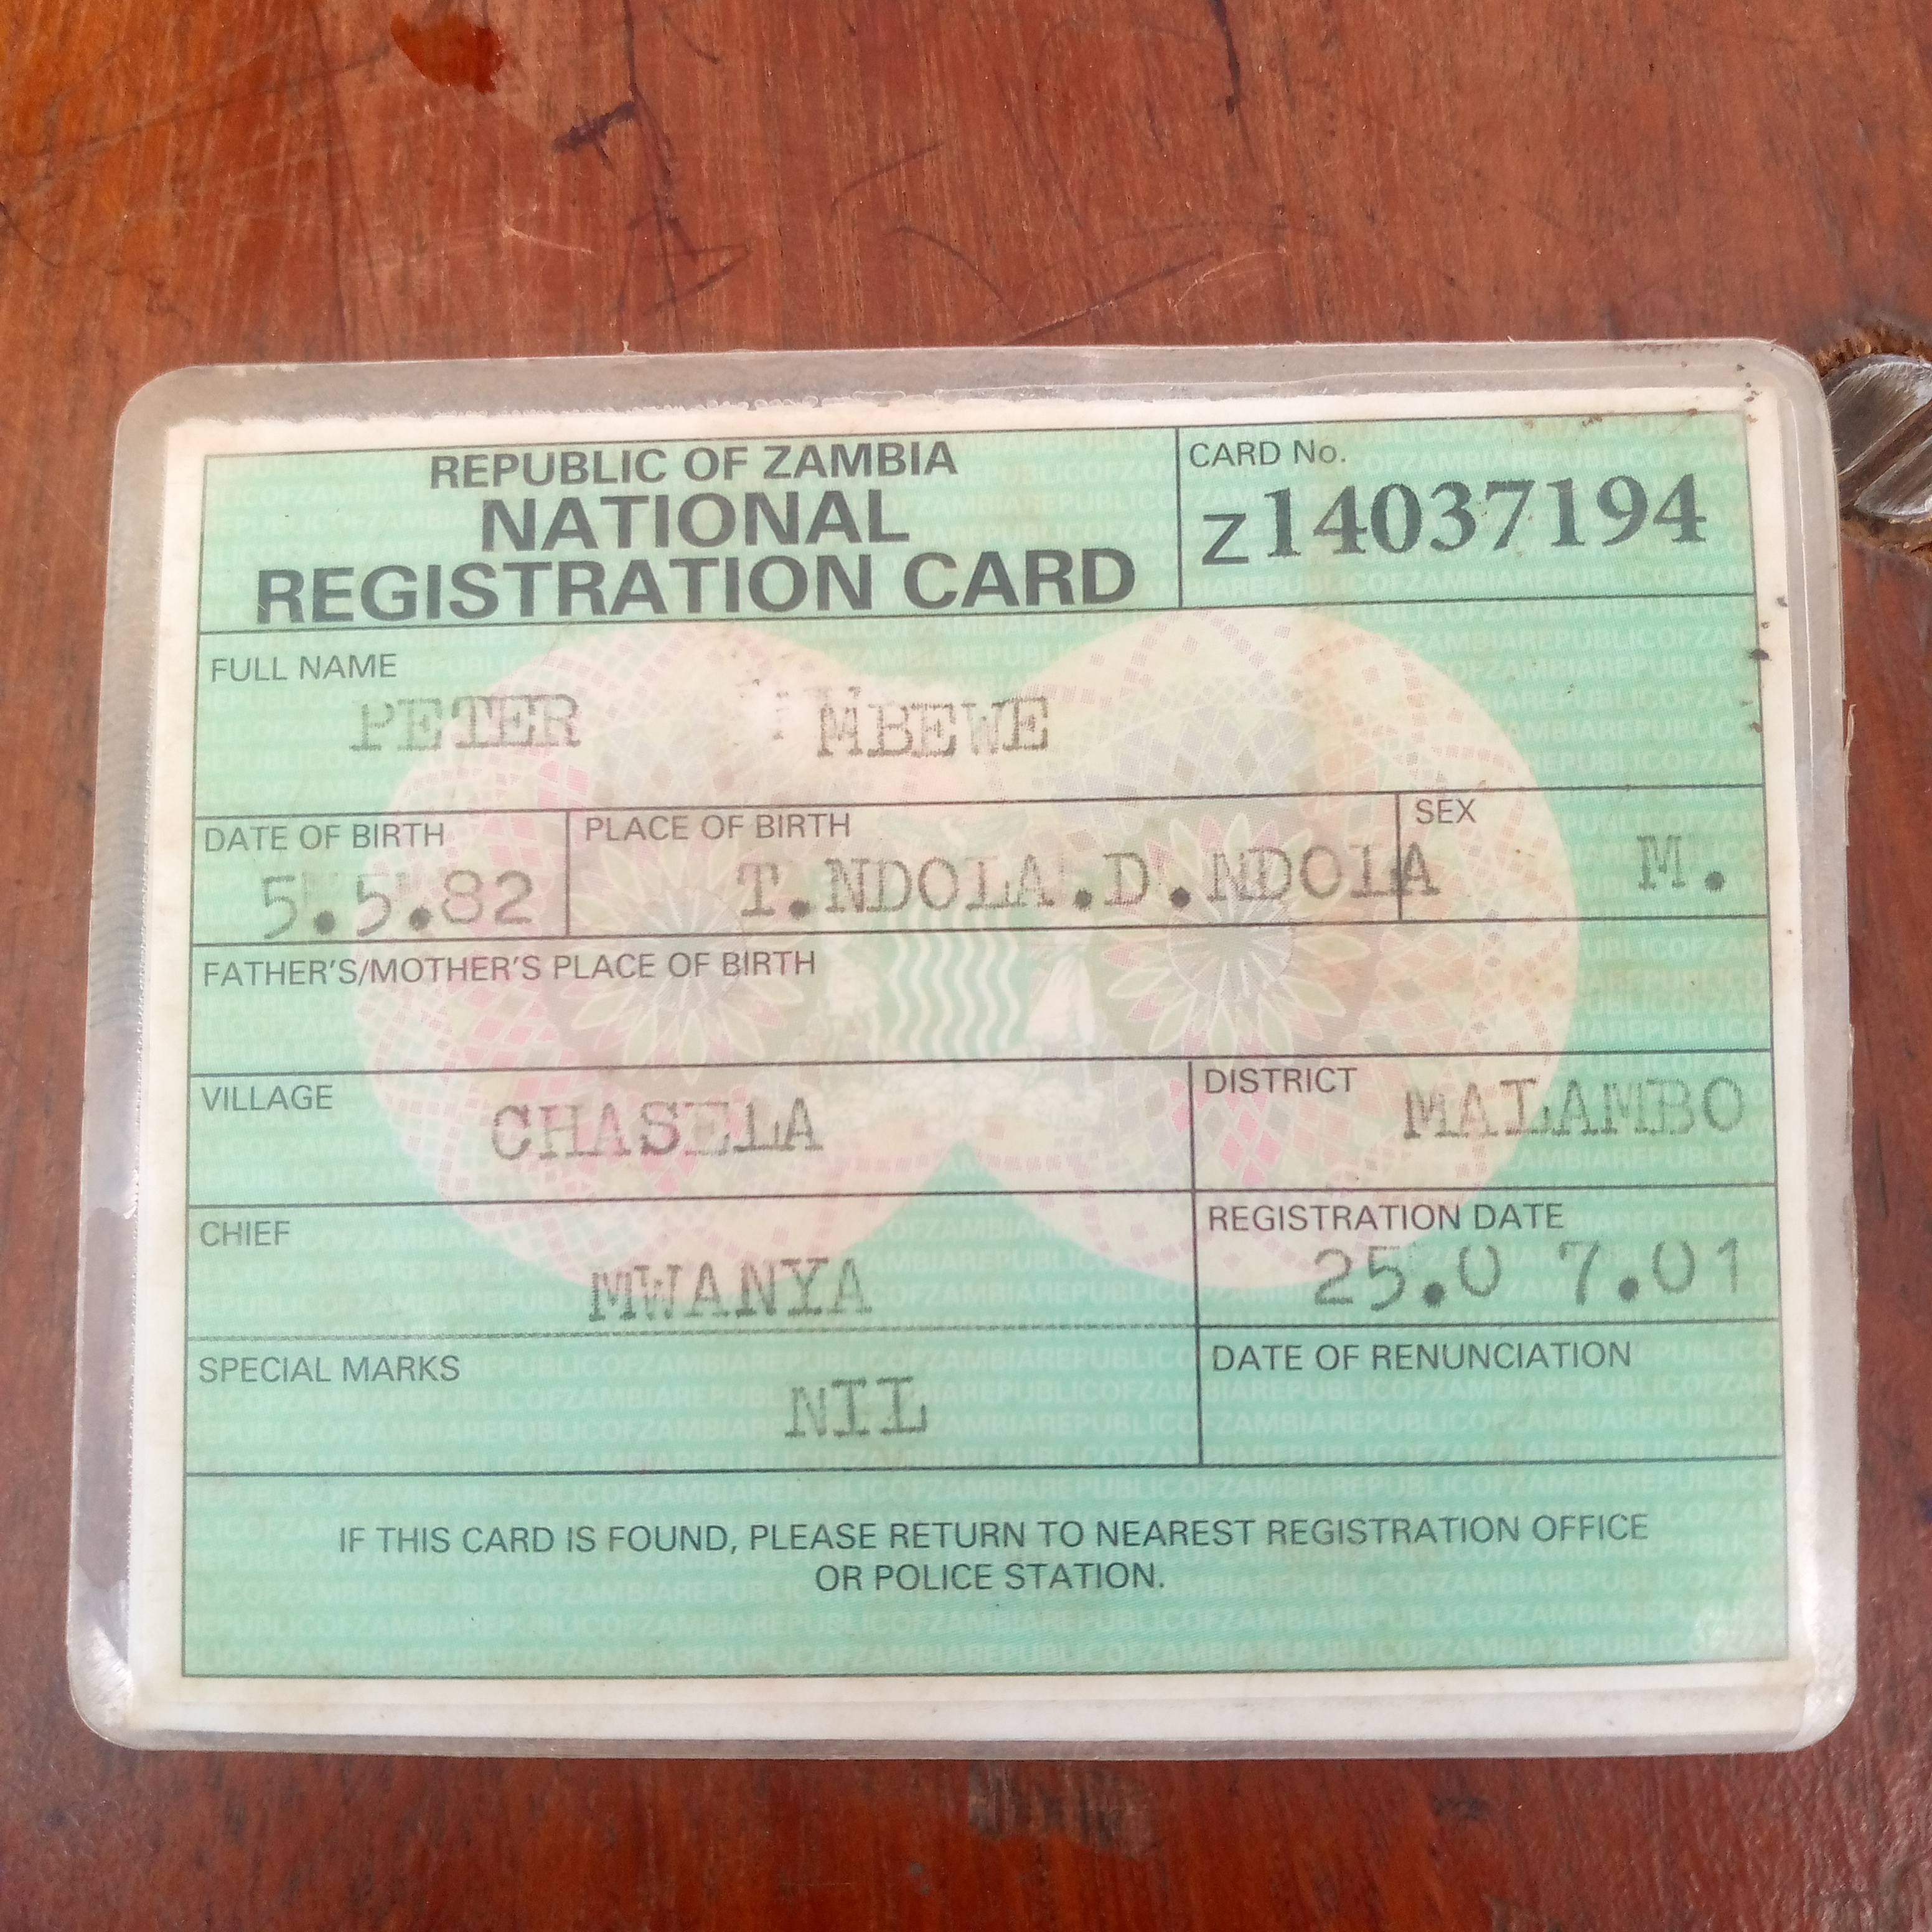 REPUBLIC OF ZAMBIA
NATIONAL
REGISTRATION CARD
CARD No.
Z14037194
FULL NAME
PETER MBEWE
DATE OF BIRTH
5.5.82
PLACE OF BIRTH
T.NDOLA.D.NDOLA
SEX
M.
FATHER'S/MOTHER'S PLACE OF BIRTH
VILLAGE
CHASELA
DISTRICT
MALAMBO
CHIEF
MWANYA
REGISTRATION DATE
25.0 7.01
SPECIAL MARKS
NIL
DATE OF RENUNCIATION
IF THIS CARD IS FOUND, PLEASE RETURN TO NEAREST REGISTRATION OFFICE
OR POLICE STATION.